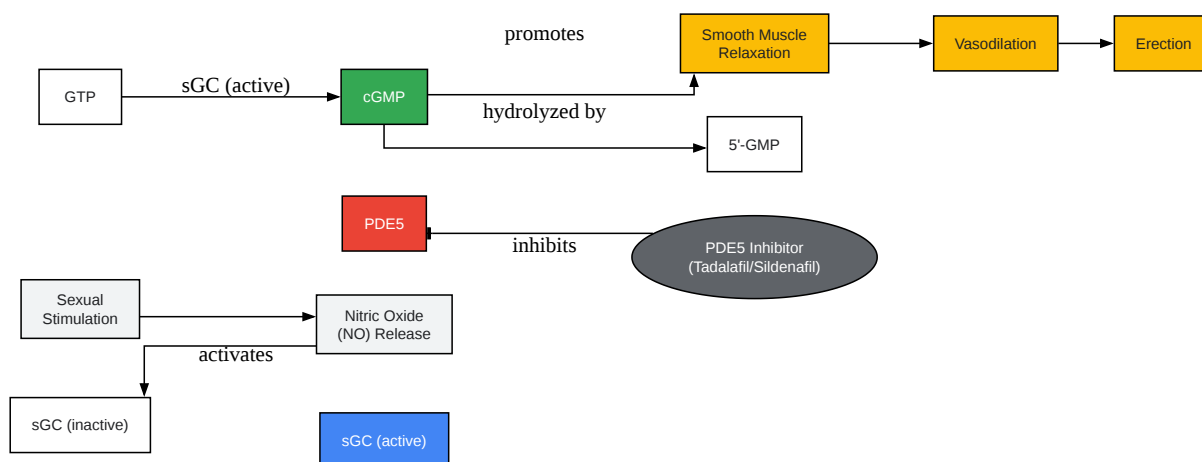 promotes
Smooth Muscle
Relaxation
Vasodilation
Erection
GTP
sGC (active)
cGMP
hydrolyzed by
5'-GMP
PDE5
inhibits
PDE5 Inhibitor
(Tadalafil/Sildenafil)
Sexual
Stimulation
Nitric Oxide
(NO) Release
activates
sGC (inactive)
sGC (active)